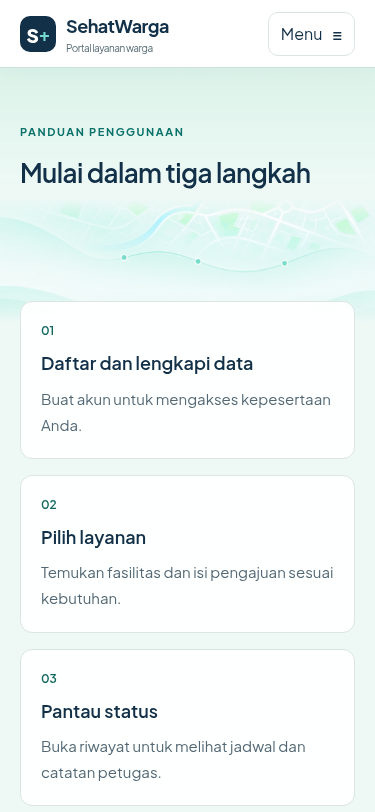 S+ SehatWarga
Portal layanan warga
Menu ≡
PANDUAN PENGGUNAAN
Mulai dalam tiga langkah
01
Daftar dan lengkapi data
Buat akun untuk mengakses kepesertaan
Anda.
02
Pilih layanan
Temukan fasilitas dan isi pengajuan sesuai
kebutuhan.
03
Pantau status
Buka riwayat untuk melihat jadwal dan
catatan petugas.